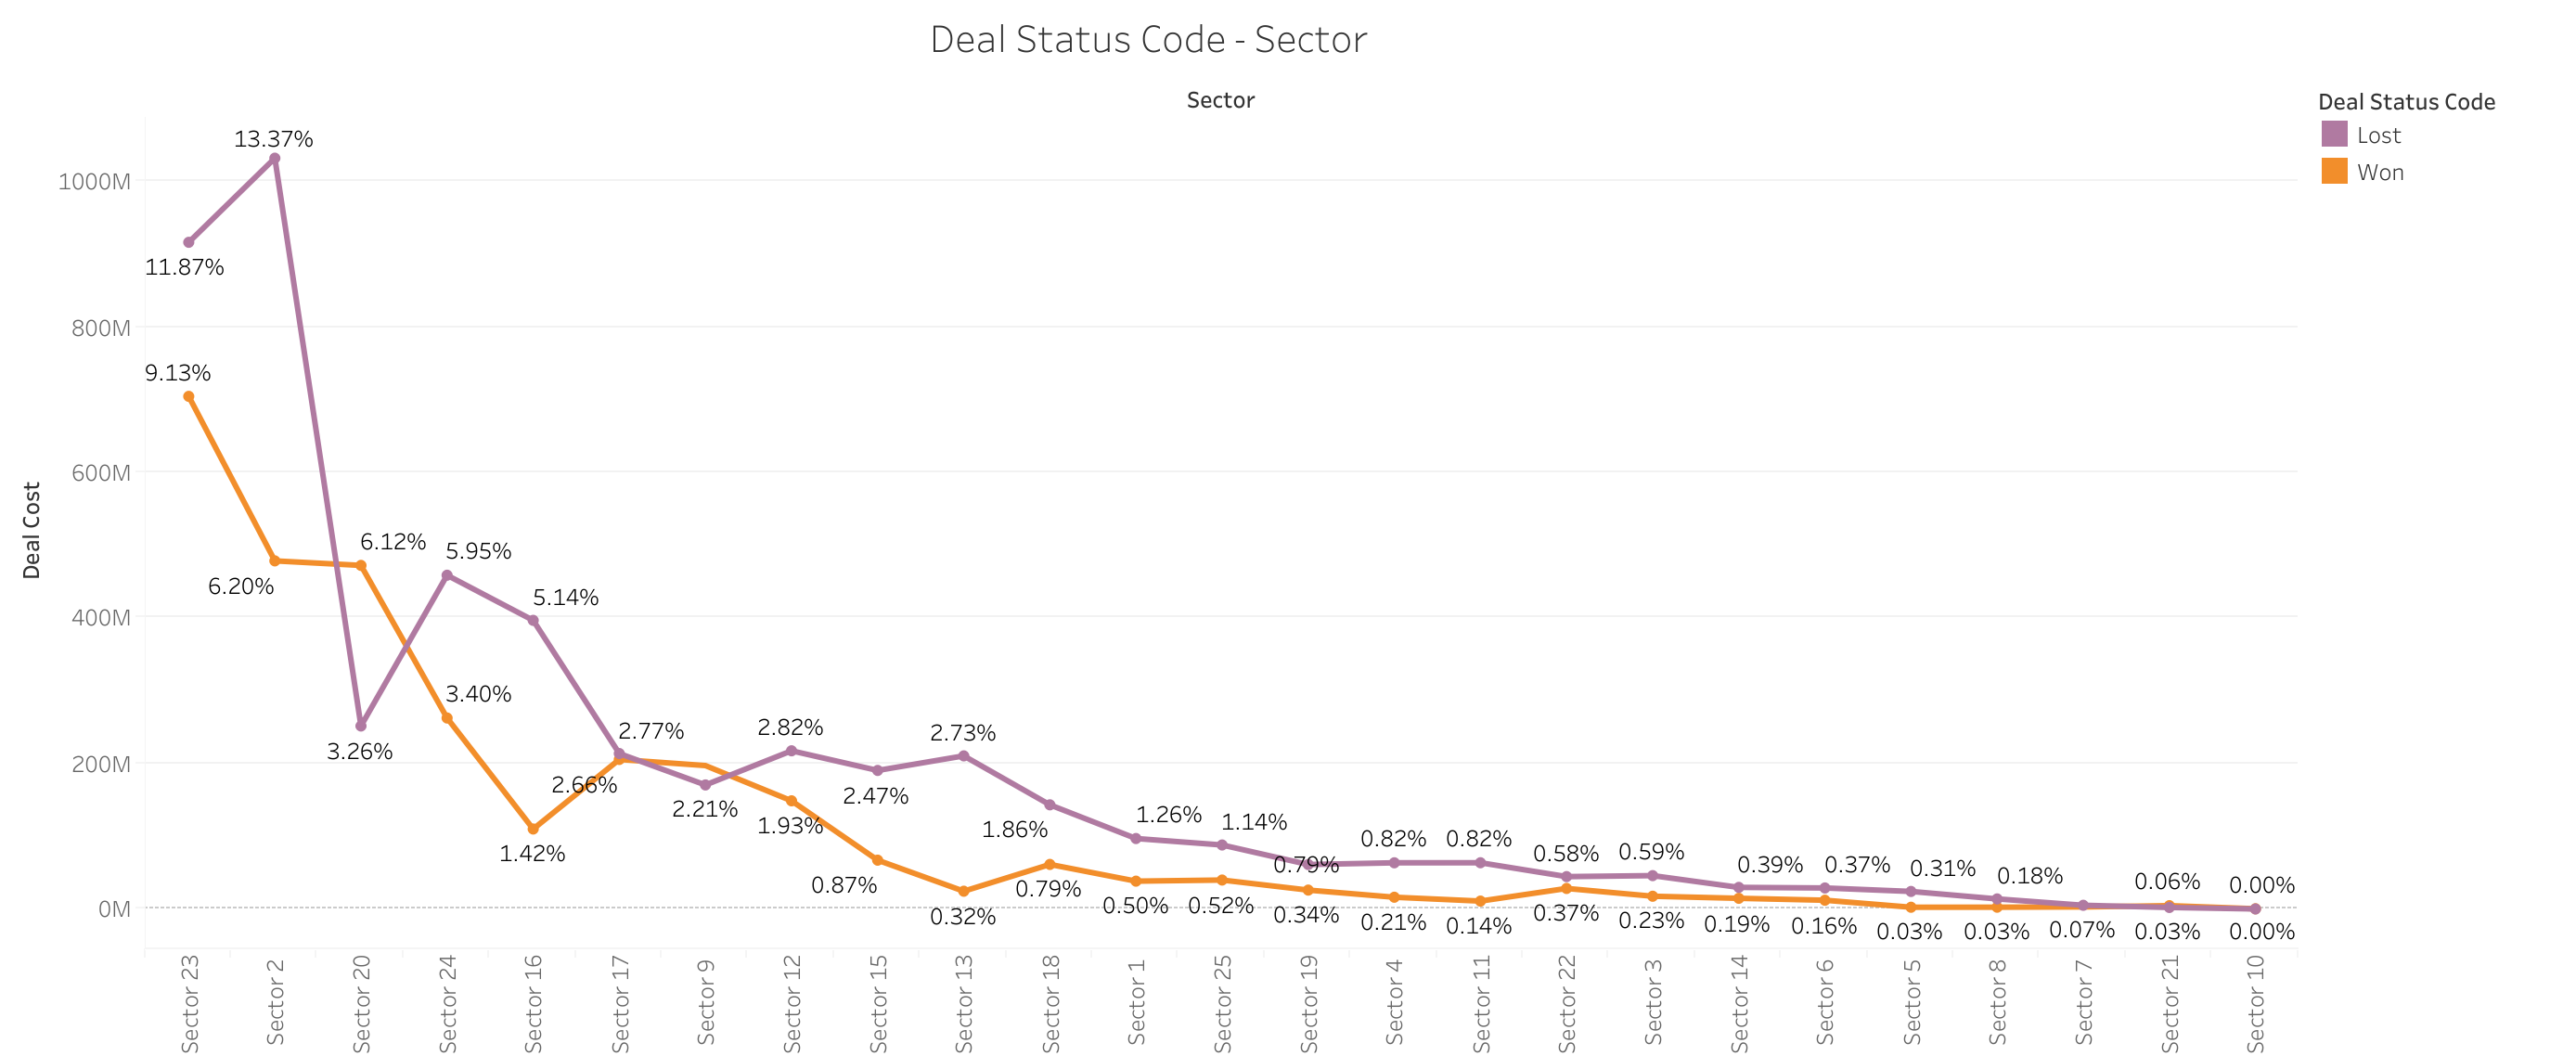 Deal Status Code - Sector
Sector
Deal Status Code
Lost
Won
Deal Cost
1000M
800M
600M
400M
200M
0M
13.37%
11.87%
9.13%
6.12%
5.95%
6.20%
5.14%
3.40%
3.26%
2.77%
2.66%
2.82%
2.73%
2.21%
2.47%
1.93%
1.42%
1.86%
1.26%
1.14%
0.87%
0.79%
0.79%
0.82%
0.82%
0.58%
0.59%
0.39%
0.37%
0.31%
0.18%
0.06%
0.00%
0.32%
0.50%
0.52%
0.34%
0.21%
0.14%
0.37%
0.23%
0.19%
0.16%
0.03%
0.03%
0.07%
0.03%
0.00%
Sector 23
Sector 2
Sector 20
Sector 24
Sector 16
Sector 17
Sector 9
Sector 12
Sector 15
Sector 13
Sector 18
Sector 1
Sector 25
Sector 19
Sector 4
Sector 11
Sector 22
Sector 3
Sector 14
Sector 6
Sector 5
Sector 8
Sector 7
Sector 21
Sector 10